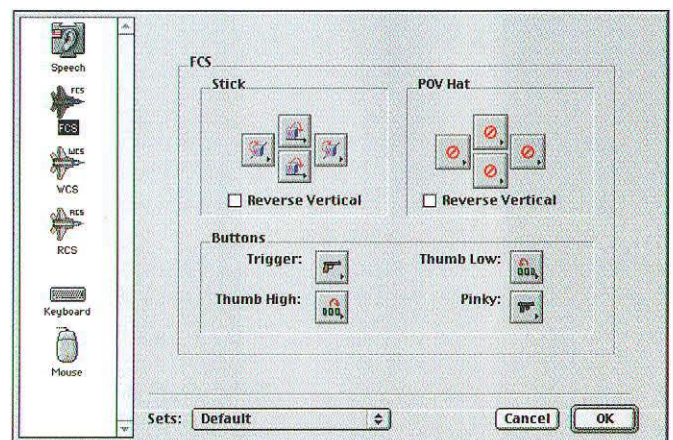 Speech
FCS
FCS
WCS
WCS
RCS
RCS
Keyboard
Mouse
FCS
Stick
POV Hat
Reverse Vertical
Reverse Vertical
Buttons
Trigger:
Thumb Low:
Thumb High:
Pinky:
Sets:
Default
Cancel
OK